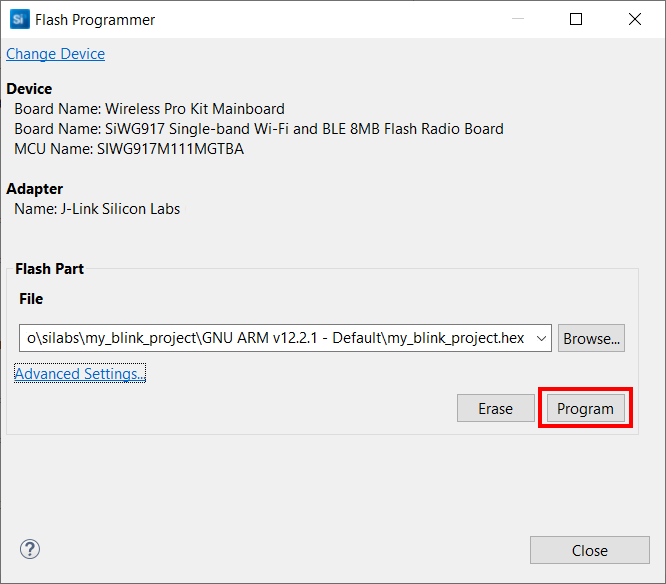 Si Flash Programmer
Change Device
Device
Board Name: Wireless Pro Kit Mainboard
Board Name: SiWG917 Single-band Wi-Fi and BLE 8MB Flash Radio Board
MCU Name: SIWG917M111MGTBA
Adapter
Name: J-Link Silicon Labs
Flash Part
File
o\silabs\my_blink_project\GNU ARM v12.2.1 - Default\my_blink_project.hex Browse...
Advanced Settings...
Erase Program
? Close